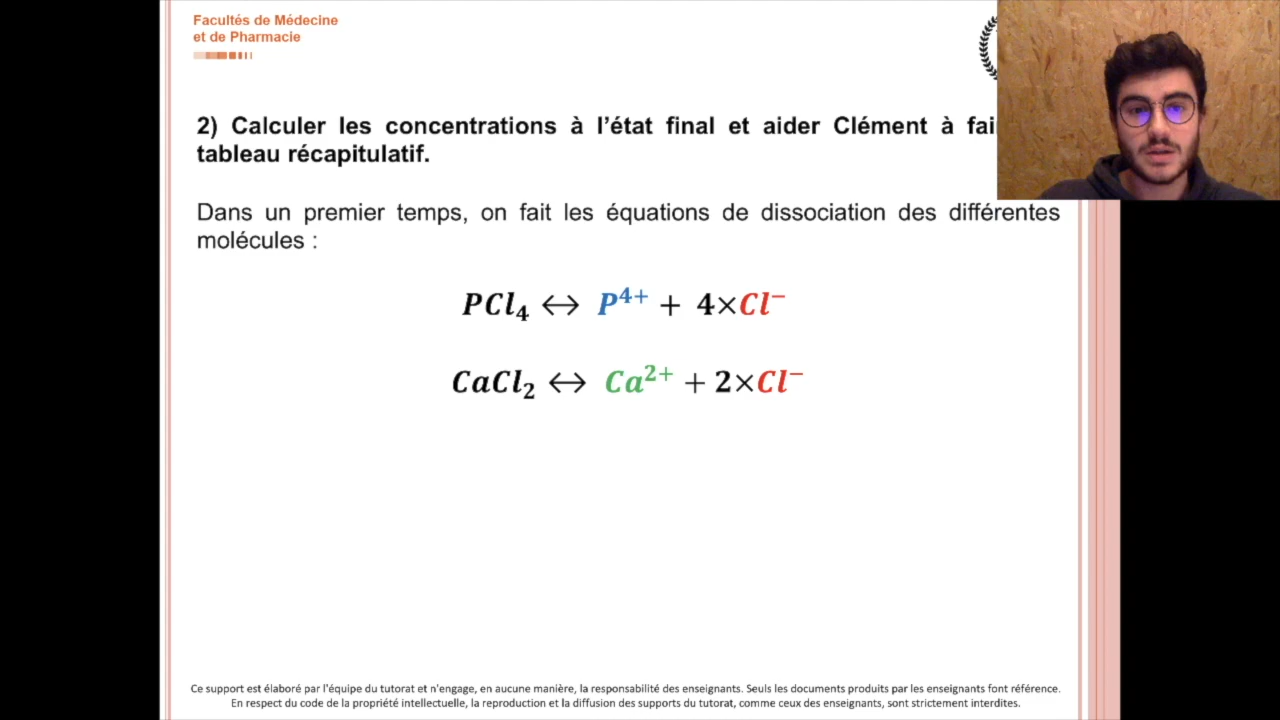 Facultés de Médecine
et de Pharmacie
2) Calculer les concentrations à l'état final et aider Clément à
tableau récapitulatif.
Dans un premier temps, on fait les équations de dissociation des différentes
molécules :
PCl₄ ↔ P⁴⁺ + 4×Cl⁻
CaCl₂ ↔ Ca²⁺ + 2×Cl⁻
Ce support est élaboré par l'équipe du tutorat et n'engage, en aucune manière, la responsabilité des enseignants. Seuls les documents produits par les enseignants font référence.
En respect du code de la propriété intellectuelle, la reproduction et la diffusion des supports du tutorat, comme ceux des enseignants, sont strictement interdites.